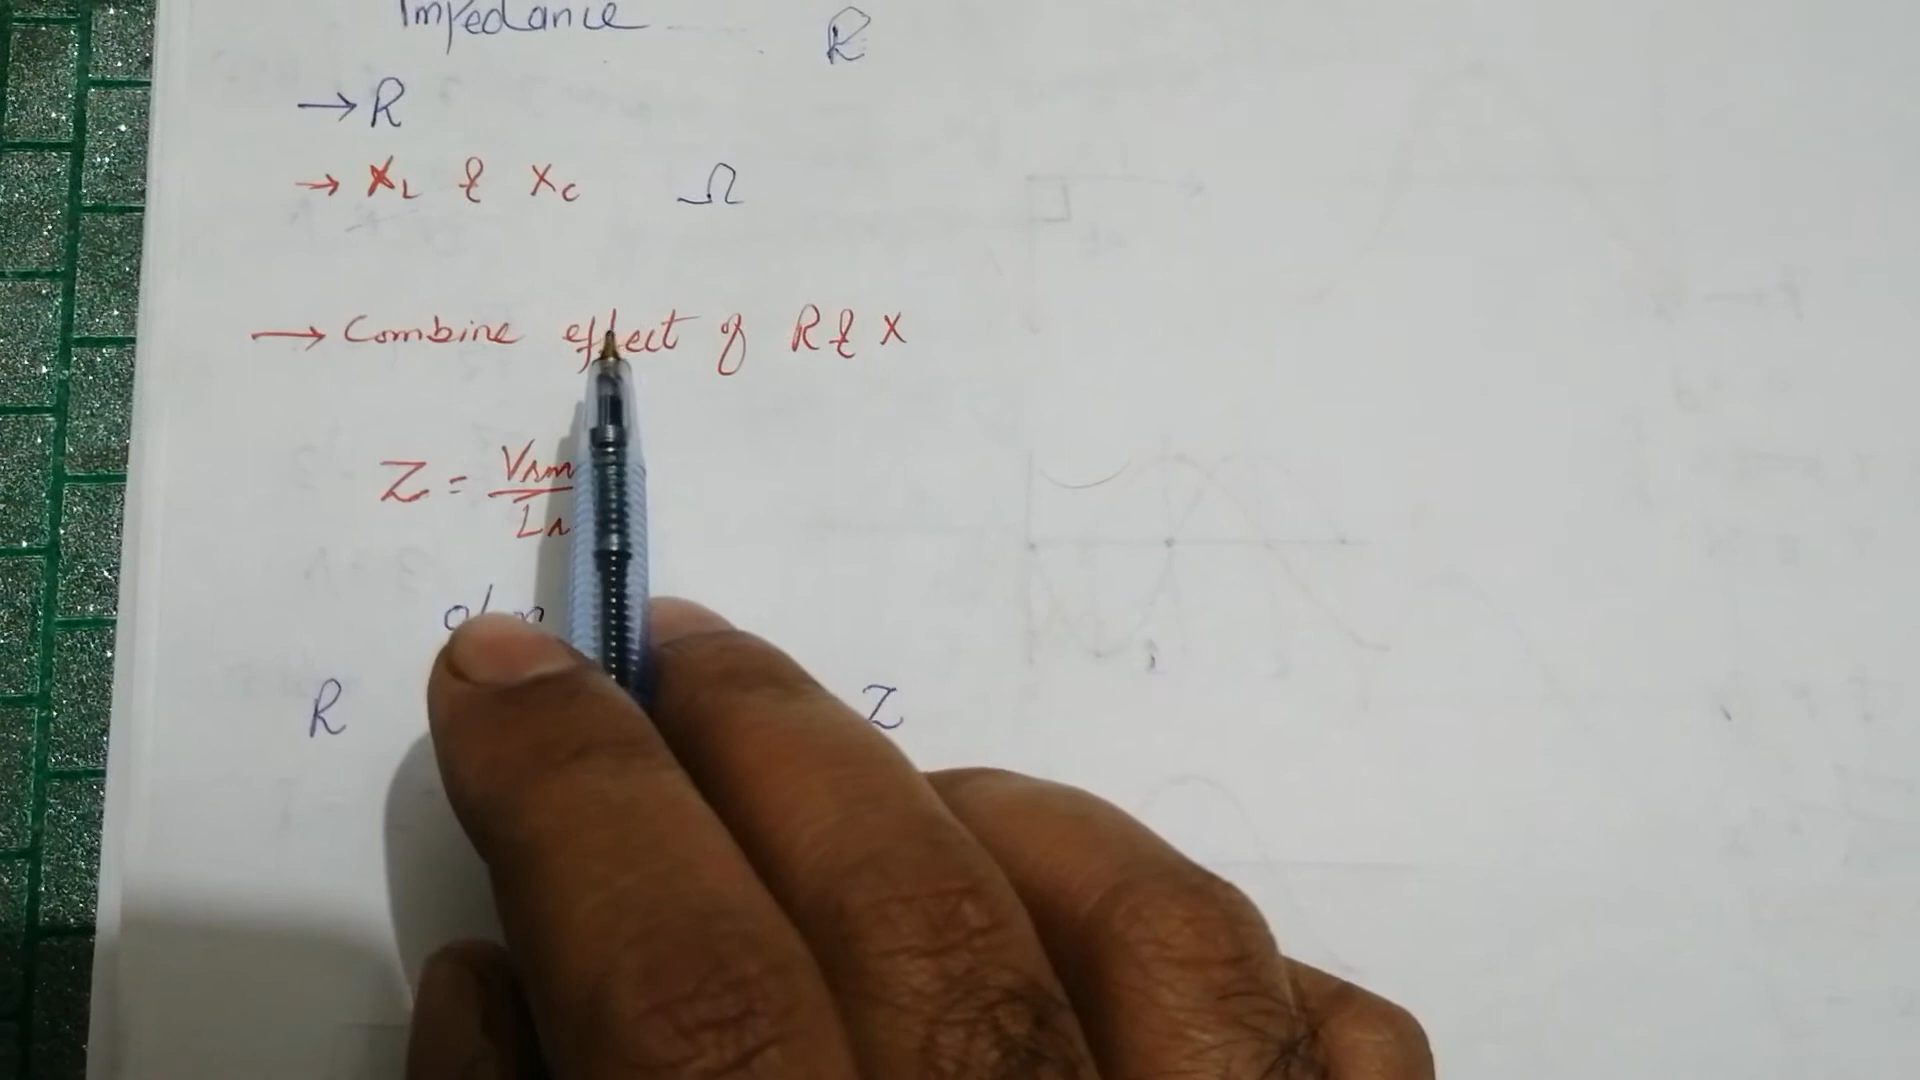 Impedance R
→ R
→ XL & Xc Ω
→ Combine effect of R & X
Z = Vrm
R Z